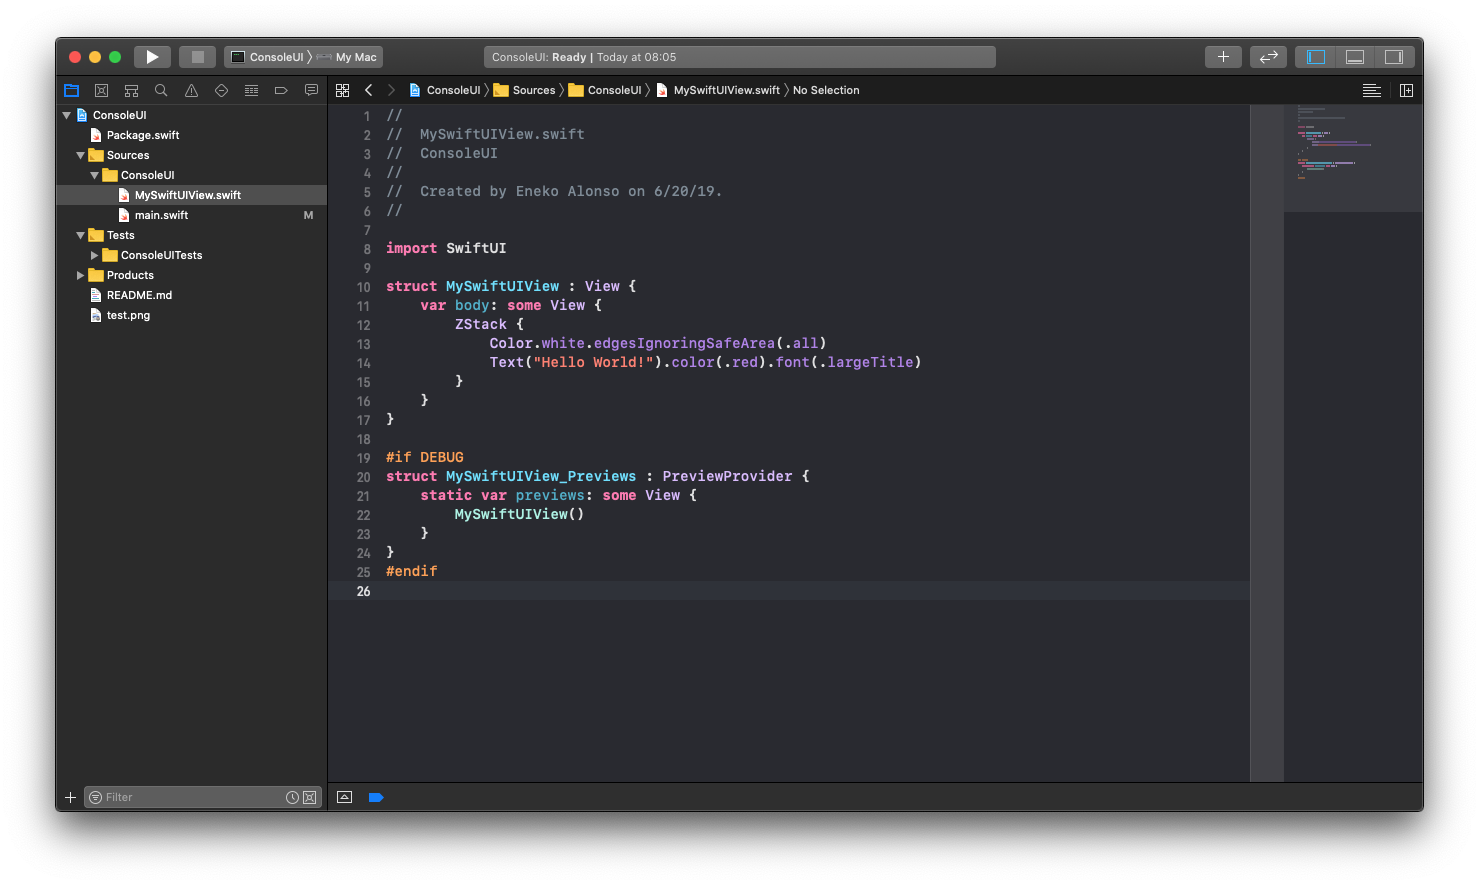 ConsoleUI My Mac
ConsoleUI: Ready | Today at 08:05
ConsoleUI Sources ConsoleUI MySwiftUIView.swift No Selection
ConsoleUI
Package.swift
Sources
ConsoleUI
MySwiftUIView.swift
main.swift M
Tests
ConsoleUITests
Products
README.md
test.png
Filter
1 //
2 //  MySwiftUIView.swift
3 //  ConsoleUI
4 //
5 //  Created by Eneko Alonso on 6/20/19.
6 //
7
8 import SwiftUI
9
10 struct MySwiftUIView : View {
11     var body: some View {
12         ZStack {
13             Color.white.edgesIgnoringSafeArea(.all)
14             Text("Hello World!").color(.red).font(.largeTitle)
15         }
16     }
17 }
18
19 #if DEBUG
20 struct MySwiftUIView_Previews : PreviewProvider {
21     static var previews: some View {
22         MySwiftUIView()
23     }
24 }
25 #endif
26